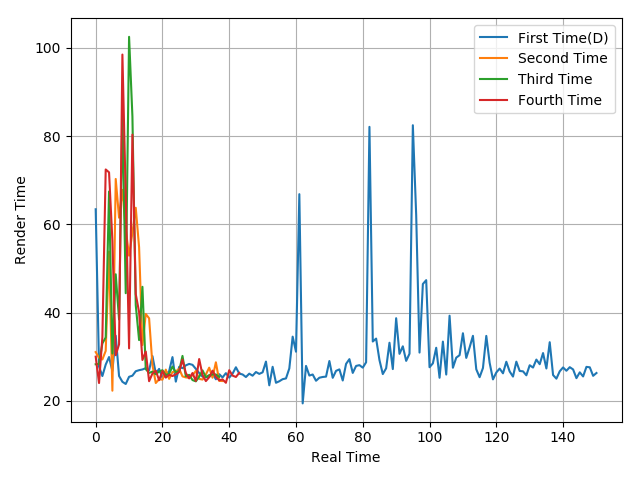 First Time(D)
Second Time
Third Time
Fourth Time
100
80
60
40
20
Render Time
0 20 40 60 80 100 120 140
Real Time